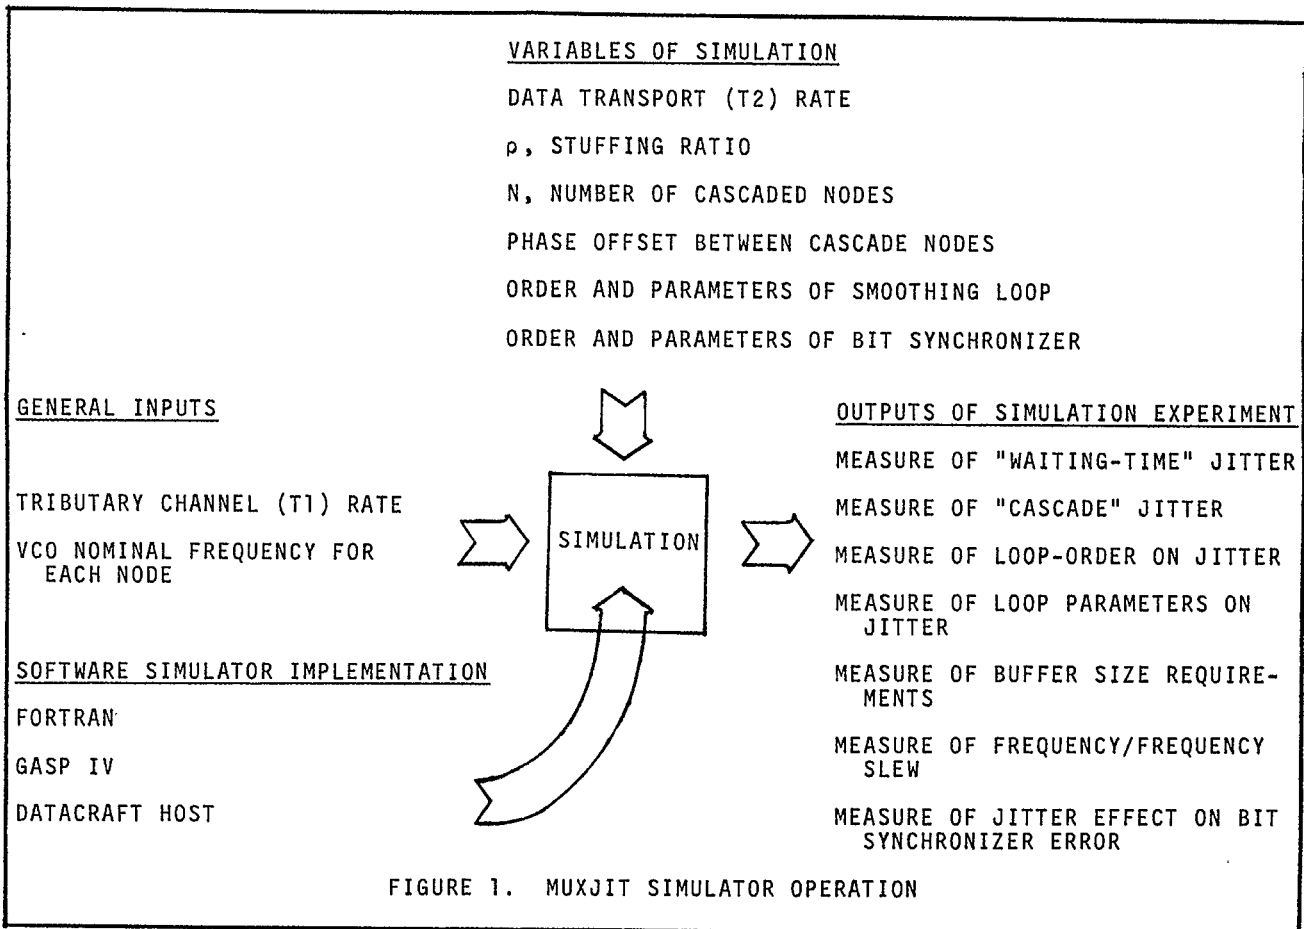 VARIABLES OF SIMULATION
DATA TRANSPORT (T2) RATE
ρ, STUFFING RATIO
N, NUMBER OF CASCADED NODES
PHASE OFFSET BETWEEN CASCADE NODES
ORDER AND PARAMETERS OF SMOOTHING LOOP
ORDER AND PARAMETERS OF BIT SYNCHRONIZER
GENERAL INPUTS
TRIBUTARY CHANNEL (T1) RATE
VCO NOMINAL FREQUENCY FOR
EACH NODE
SOFTWARE SIMULATOR IMPLEMENTATION
FORTRAN
GASP IV
DATACRAFT HOST
SIMULATION
OUTPUTS OF SIMULATION EXPERIMENT
MEASURE OF "WAITING-TIME" JITTER
MEASURE OF "CASCADE" JITTER
MEASURE OF LOOP-ORDER ON JITTER
MEASURE OF LOOP PARAMETERS ON
JITTER
MEASURE OF BUFFER SIZE REQUIRE-
MENTS
MEASURE OF FREQUENCY/FREQUENCY
SLEW
MEASURE OF JITTER EFFECT ON BIT
SYNCHRONIZER ERROR
FIGURE 1. MUXJIT SIMULATOR OPERATION